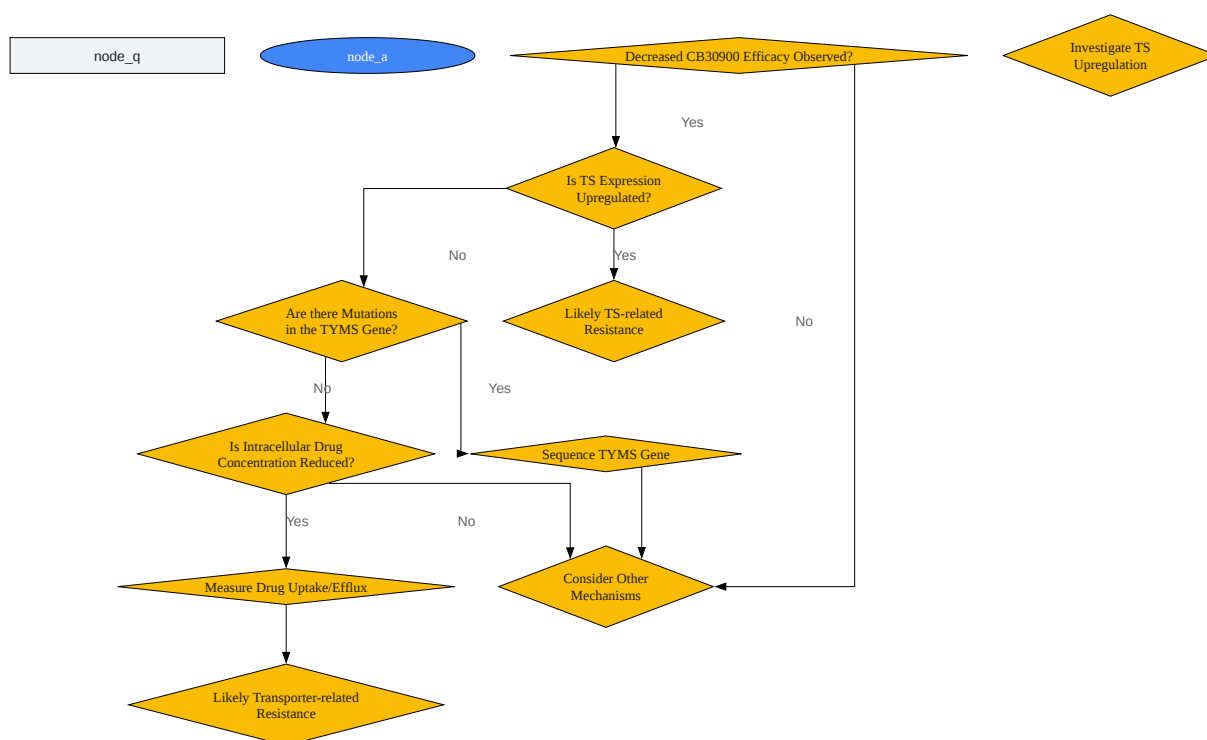 node_q
node_a
Decreased CB30900 Efficacy Observed?
Investigate TS
Upregulation
Yes
Is TS Expression
Upregulated?
No
Yes
Are there Mutations
in the TYMS Gene?
Likely TS-related
Resistance
No
No
Yes
Is Intracellular Drug
Concentration Reduced?
Sequence TYMS Gene
Yes
No
Measure Drug Uptake/Efflux
Consider Other
Mechanisms
Likely Transporter-related
Resistance